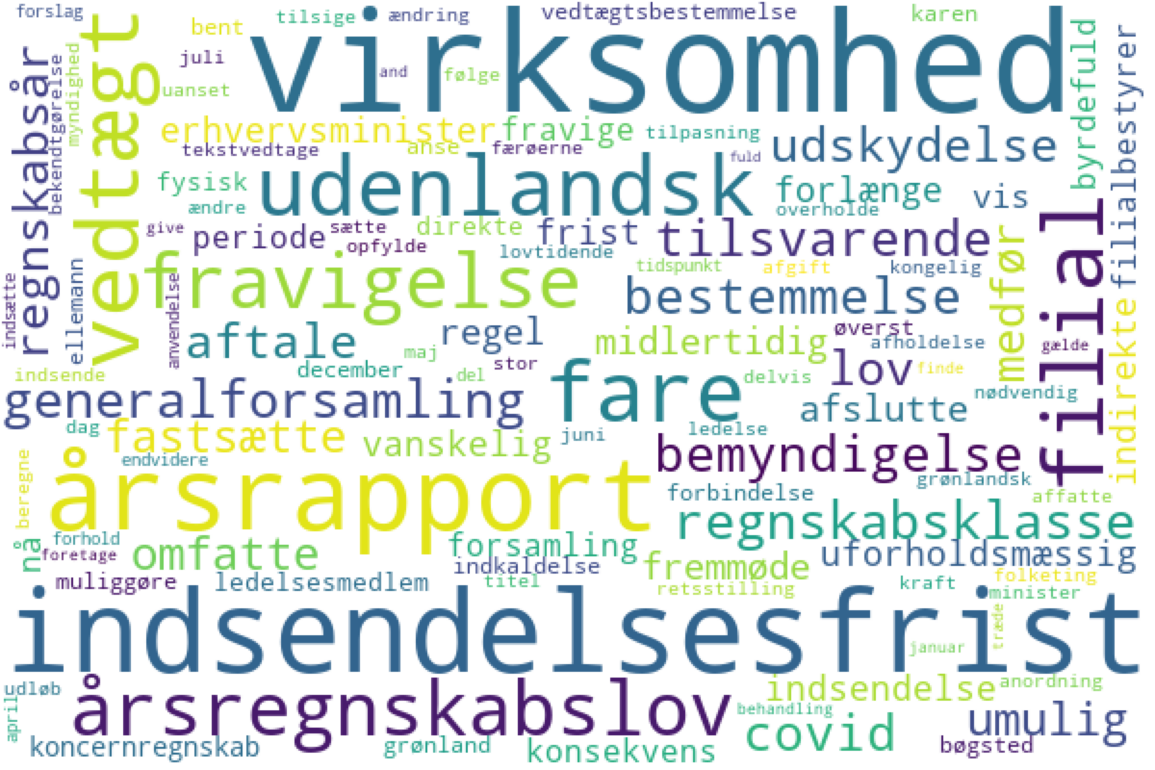 forslag
tilsige
ændring
vedtægtsbestemmelse
karen
bent
virksomhed
juli
and
følge
uanset
vedtægt
regnskabsår
bekendtgørelse
myndighed
erhvervsminister
fravige
tilpasning
byrdefuld
filialbestyrer
tekstvedtage
anse
færøerne
fuld
udskydelse
fysisk
udenlandsk
forlænge
vis
ændre
overholde
give
periode
sætte
direkte
frist
tilsvarende
opfylde
lovtidende
filial
medfør
indsætte
ellemann
anvendelse
fravigelse
tidspunkt
afgift
kongelig
bestemmelse
aftale
regel
midlertidig
øverst
afholdelse
gælde
maj
december
del
stor
fare
delvis
lov
finde
indsende
nødvendig
indirekte
generalforsamling
afslutte
dag
fastsætte
vanskelig
juni
ledelse
bemyndigelse
endvidere
beregne
årsrapport
forbindelse
grønlandsk
affatte
regnskabsklasse
nå
forhold
foretage
omfatte
forsamling
indkaldelse
fremmøde
uforholdsmæssig
muliggøre
ledelsesmedlem
titel
retsstilling
kraft
folketing
minister
indsendelsesfrist
træde
januar
udløb
april
årsregnskabslov
indsendelse
anordning
behandling
covid
umulig
koncernregnskab
grønland
konsekvens
bøgsted